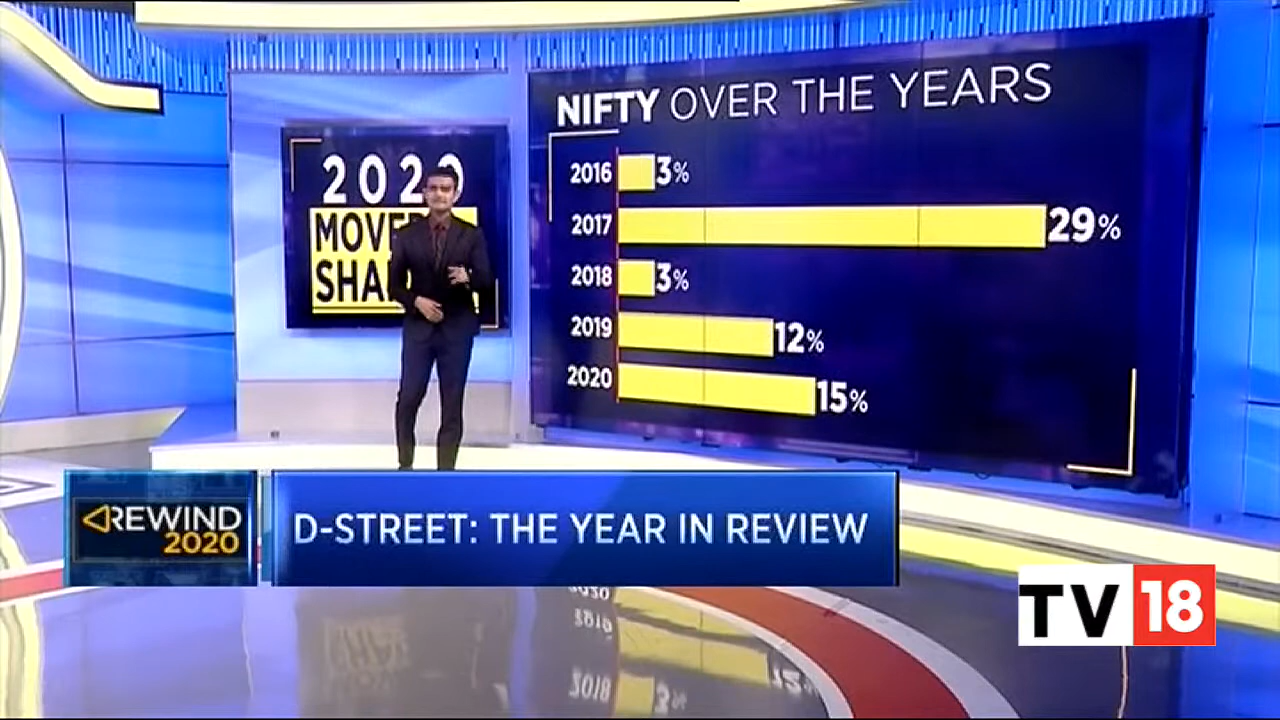 NIFTY OVER THE YEARS
2016 3%
2017 29%
2018 3%
2019 12%
2020 15%
2020
REWIND
2020
D-STREET: THE YEAR IN REVIEW
TV18